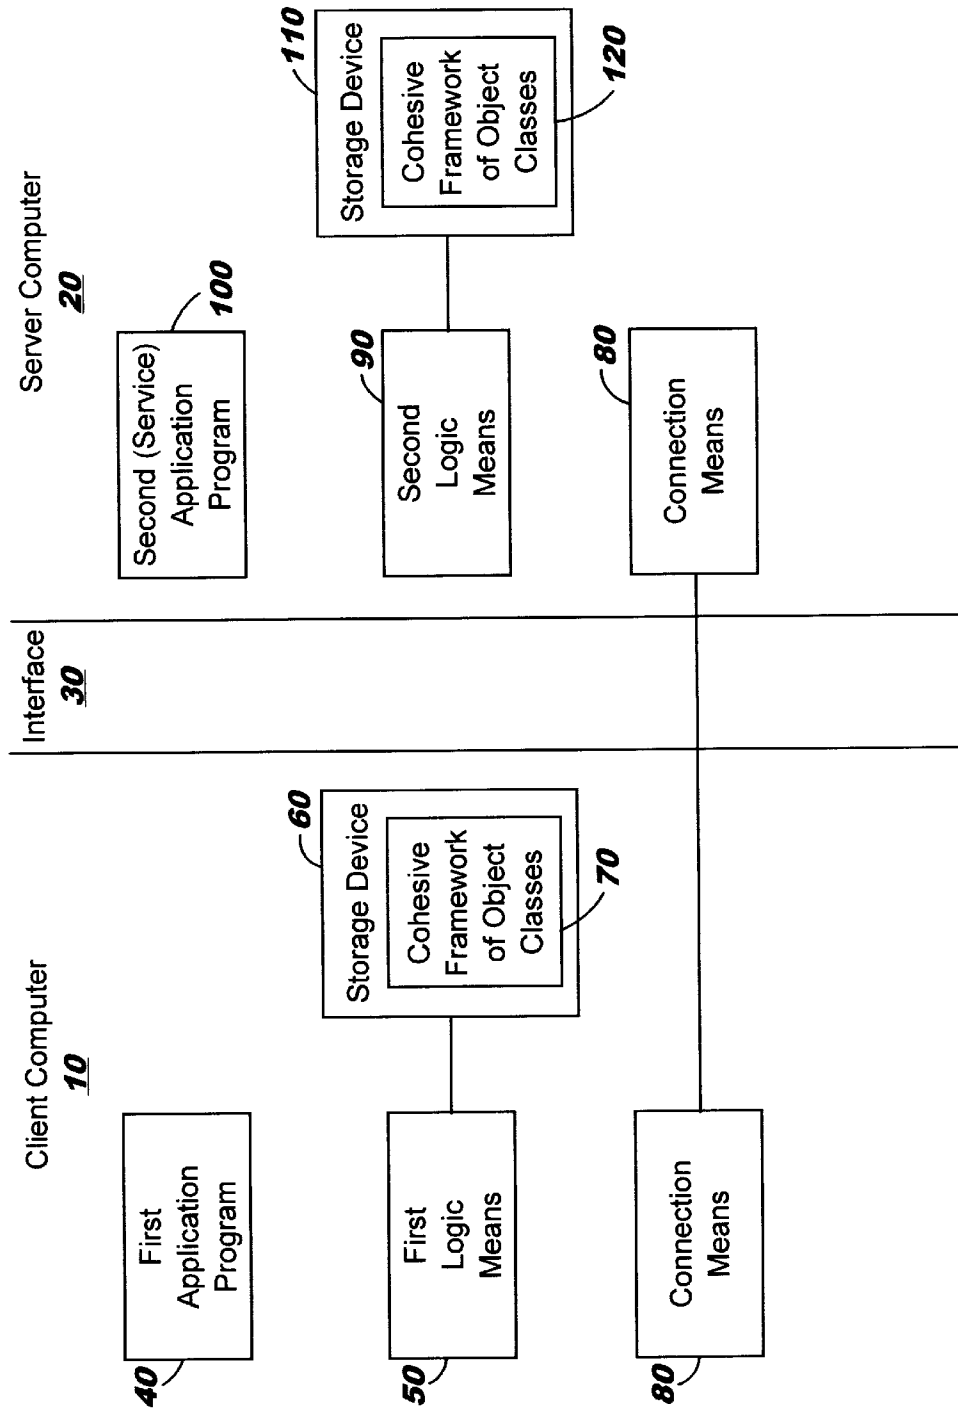 Client Computer
10
Interface
30
Server Computer
20
First
Application
Program
40
Second (Service)
Application
Program
100
First
Logic
Means
50
Storage Device
60
Cohesive
Framework
of Object
Classes
70
Second
Logic
Means
90
Storage Device
110
Cohesive
Framework
of Object
Classes
120
Connection
Means
80
Connection
Means
80